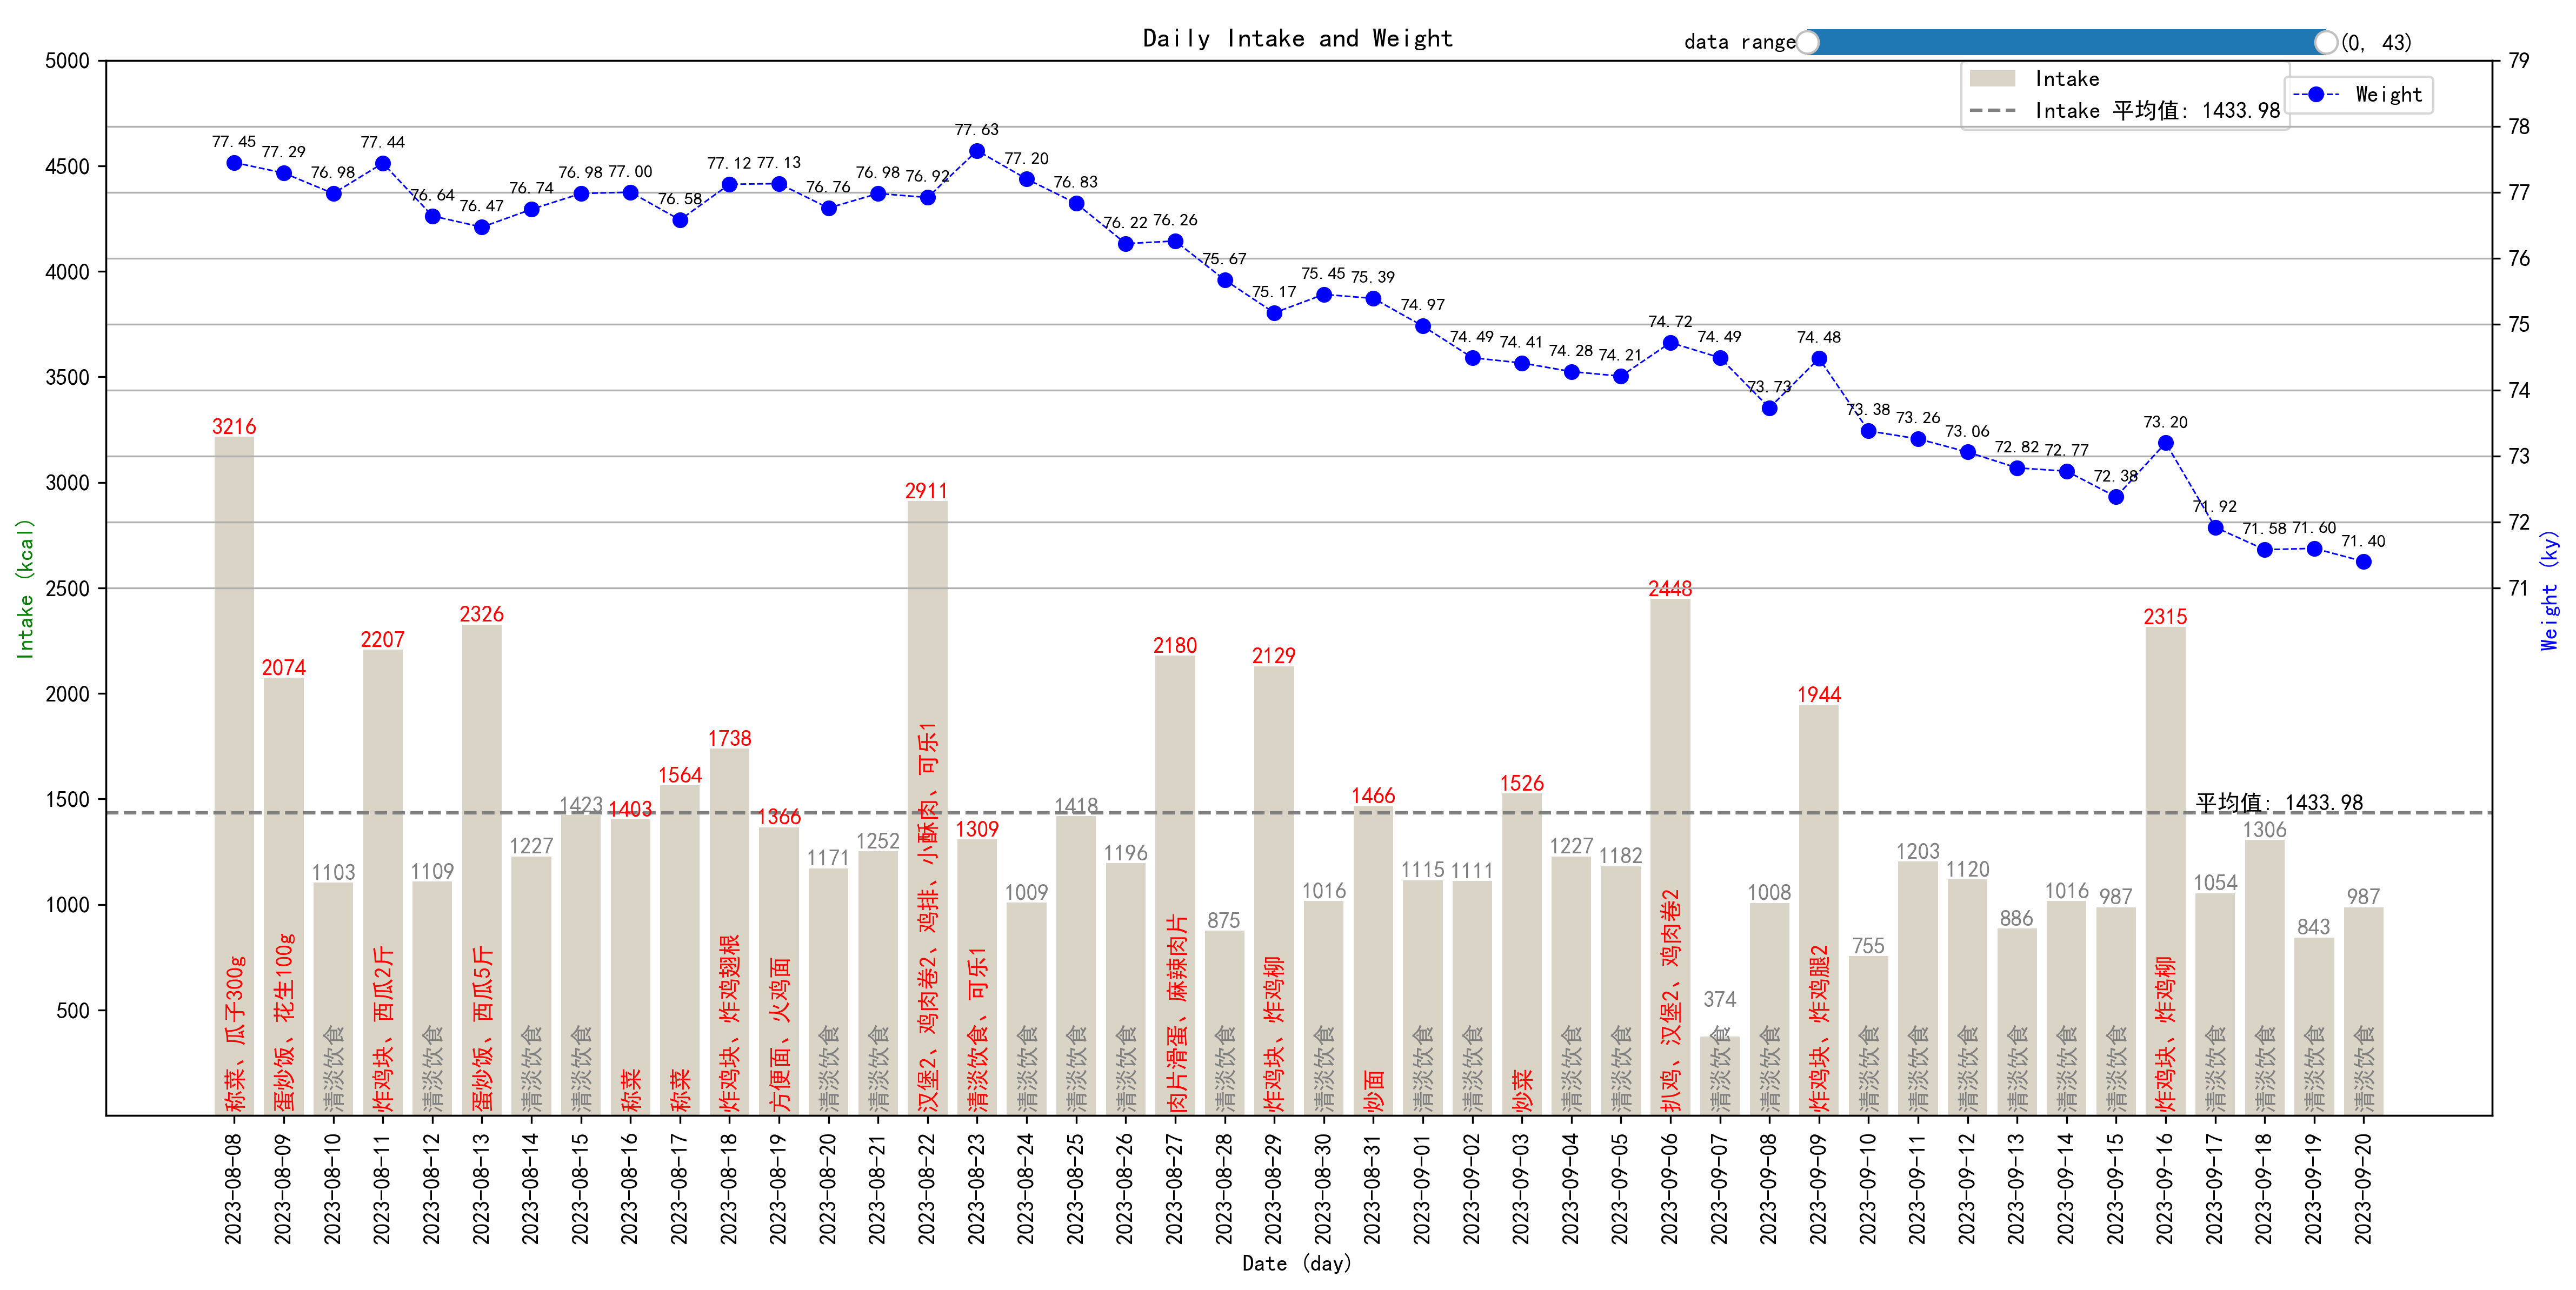 Daily Intake and Weight
data range
(0, 43)
Intake
Intake 平均值: 1433.98
Weight
5000
4500
4000
3500
3000
2500
2000
1500
1000
500
Intake (kcal)
79
78
77
76
75
74
73
72
71
Weight (ky)
77.45
77.29
76.98
77.44
76.64
76.47
76.74
76.98
77.00
76.58
77.12
77.13
76.76
76.98
76.92
77.63
77.20
76.83
76.22
76.26
75.67
75.17
75.45
75.39
74.97
74.49
74.41
74.28
74.21
74.72
74.49
73.73
74.48
73.38
73.26
73.06
72.82
72.77
72.38
73.20
71.92
71.58
71.60
71.40
3216
2074
1103
2207
1109
2326
1227
1423
1403
1564
1738
1366
1171
1252
2911
1309
1009
1418
1196
2180
875
2129
1016
1466
1115
1111
1526
1227
1182
2448
374
1008
1944
755
1203
1120
886
1016
987
2315
1054
1306
843
987
平均值: 1433.98
称菜、瓜子300g
蛋炒饭、花生100g
清淡饮食
炸鸡块、西瓜2斤
清淡饮食
蛋炒饭、西瓜5斤
清淡饮食
清淡饮食
称菜
称菜
炸鸡块、炸鸡翅根
方便面、火鸡面
清淡饮食
清淡饮食
汉堡2、鸡肉卷2、鸡排、小酥肉、可乐1
清淡饮食、可乐1
清淡饮食
清淡饮食
清淡饮食
肉片滑蛋、麻辣肉片
清淡饮食
炸鸡块、炸鸡柳
清淡饮食
炒面
清淡饮食
清淡饮食
炒菜
清淡饮食
清淡饮食
扒鸡、汉堡2、鸡肉卷2
清淡饮食
清淡饮食
炸鸡块、炸鸡腿2
清淡饮食
清淡饮食
清淡饮食
清淡饮食
清淡饮食
清淡饮食
炸鸡块、炸鸡柳
清淡饮食
清淡饮食
清淡饮食
清淡饮食
2023-08-08
2023-08-09
2023-08-10
2023-08-11
2023-08-12
2023-08-13
2023-08-14
2023-08-15
2023-08-16
2023-08-17
2023-08-18
2023-08-19
2023-08-20
2023-08-21
2023-08-22
2023-08-23
2023-08-24
2023-08-25
2023-08-26
2023-08-27
2023-08-28
2023-08-29
2023-08-30
2023-08-31
2023-09-01
2023-09-02
2023-09-03
2023-09-04
2023-09-05
2023-09-06
2023-09-07
2023-09-08
2023-09-09
2023-09-10
2023-09-11
2023-09-12
2023-09-13
2023-09-14
2023-09-15
2023-09-16
2023-09-17
2023-09-18
2023-09-19
2023-09-20
Date (day)